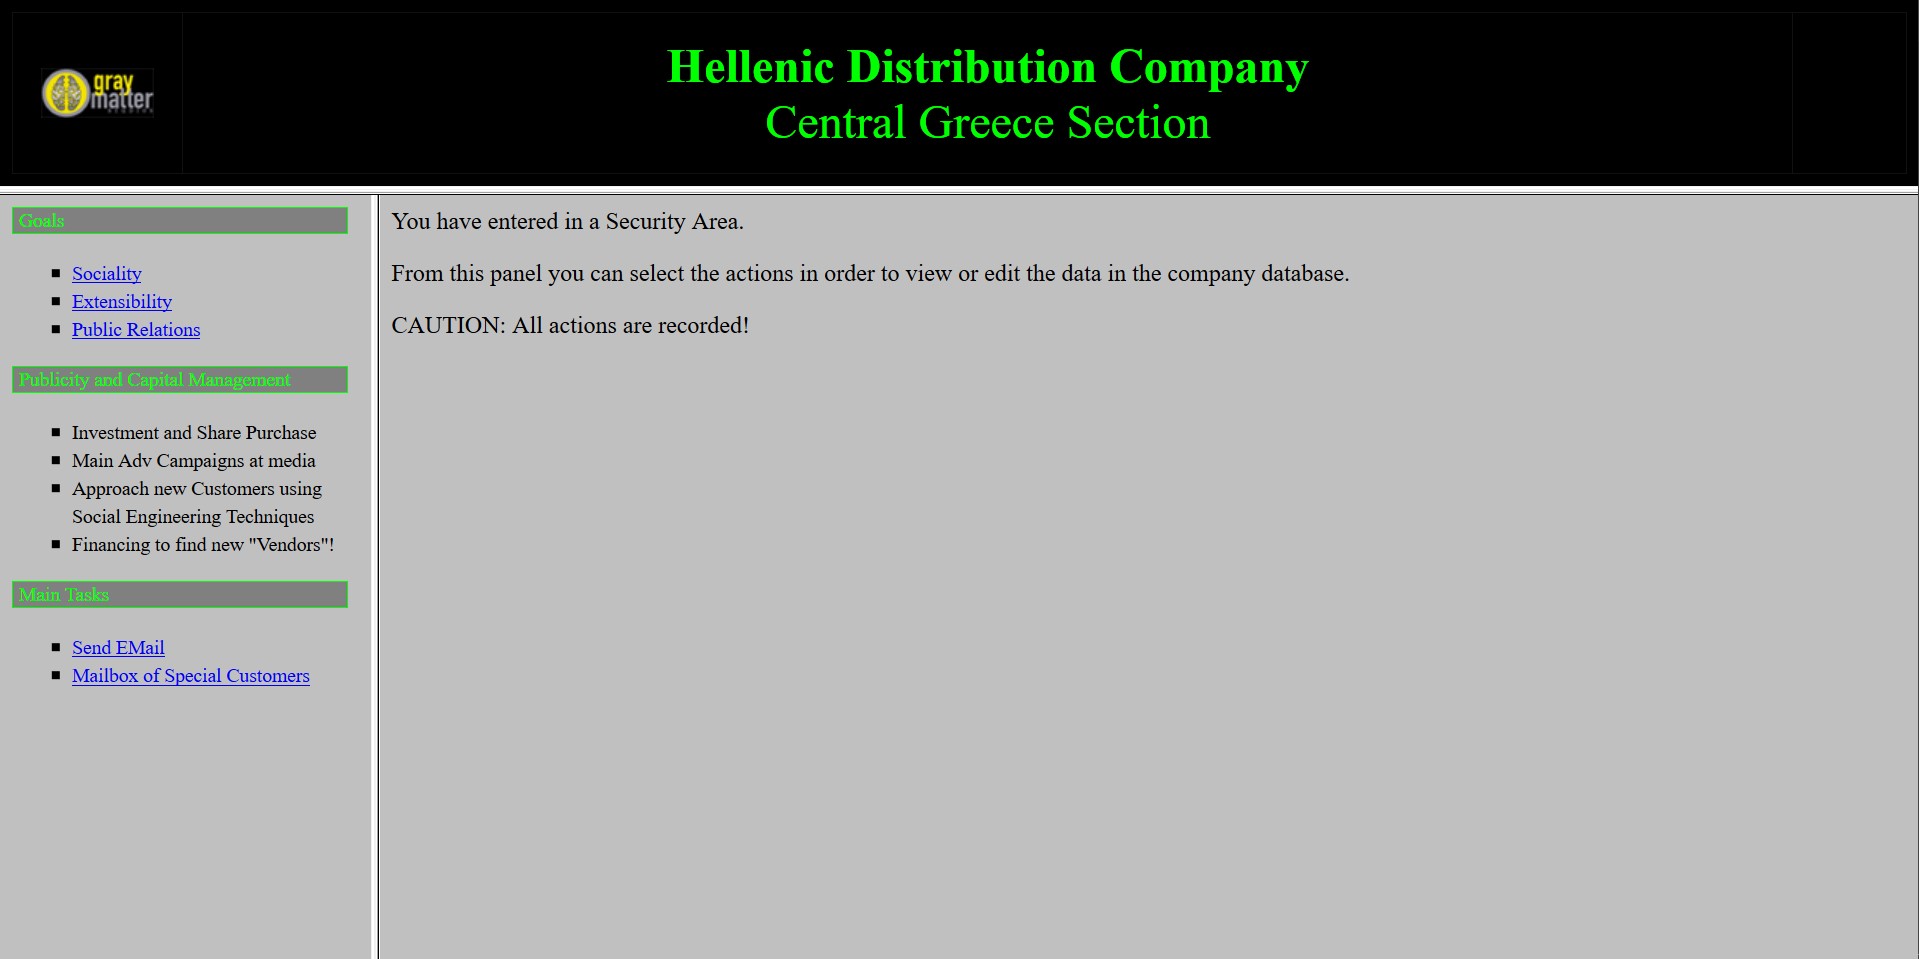 gray
matter
Hellenic Distribution Company
Central Greece Section
Goals
Sociality
Extensibility
Public Relations
Publicity and Capital Management
Investment and Share Purchase
Main Adv Campaigns at media
Approach new Customers using
Social Engineering Techniques
Financing to find new "Vendors"!
Main Tasks
Send EMail
Mailbox of Special Customers
You have entered in a Security Area.
From this panel you can select the actions in order to view or edit the data in the company database.
CAUTION: All actions are recorded!